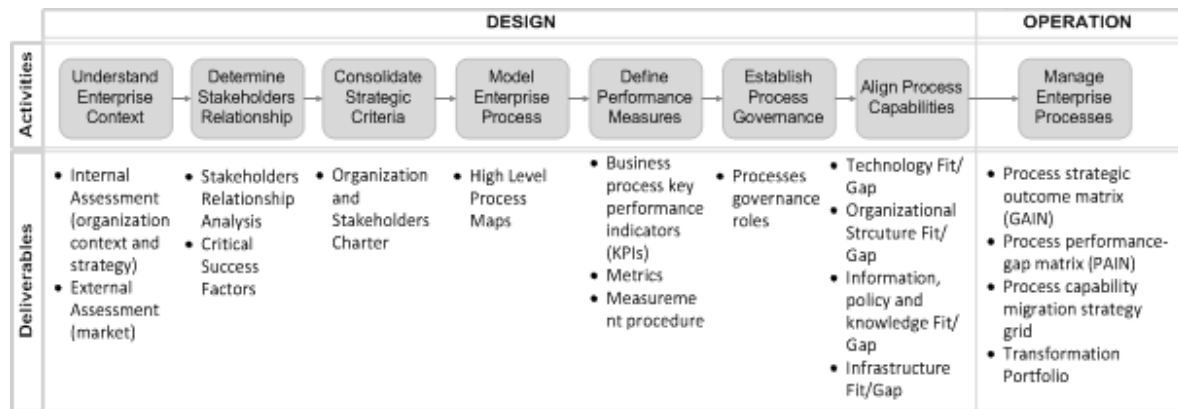 DESIGN
OPERATION
Activities
Understand
Enterprise
Context
Determine
Stakeholders
Relationship
Consolidate
Strategic
Criteria
Model
Enterprise
Process
Define
Performance
Measures
Establish
Process
Governance
Align Process
Capabilities
Manage
Enterprise
Processes
Deliverables
• Internal
Assessment
(organization
context and
strategy)
• External
Assessment
(market)
• Stakeholders
Relationship
Analysis
• Critical
Success
Factors
• Organization
and
Stakeholders
Charter
• High Level
Process
Maps
• Business
process key
performance
indicators
(KPIs)
• Metrics
• Measureme
nt procedure
• Processes
governance
roles
• Technology Fit/
Gap
• Organizational
Strcuture Fit/
Gap
• Information,
policy and
knowledge Fit/
Gap
• Infrastructure
Fit/Gap
• Process strategic
outcome matrix
(GAIN)
• Process performance-
gap matrix (PAIN)
• Process capability
migration strategy
grid
• Transformation
Portfolio